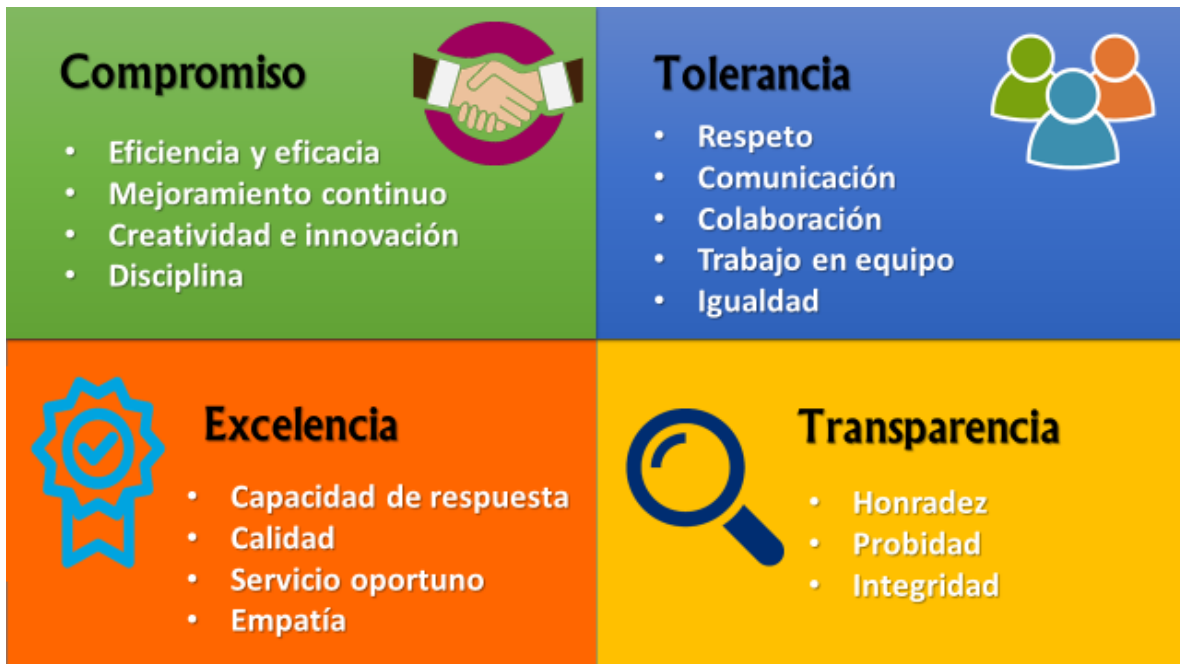 Compromiso
• Eficiencia y eficacia
• Mejoramiento continuo
• Creatividad e innovación
• Disciplina
Tolerancia
• Respeto
• Comunicación
• Colaboración
• Trabajo en equipo
• Igualdad
Excelencia
• Capacidad de respuesta
• Calidad
• Servicio oportuno
• Empatía
Transparencia
• Honradez
• Probidad
• Integridad